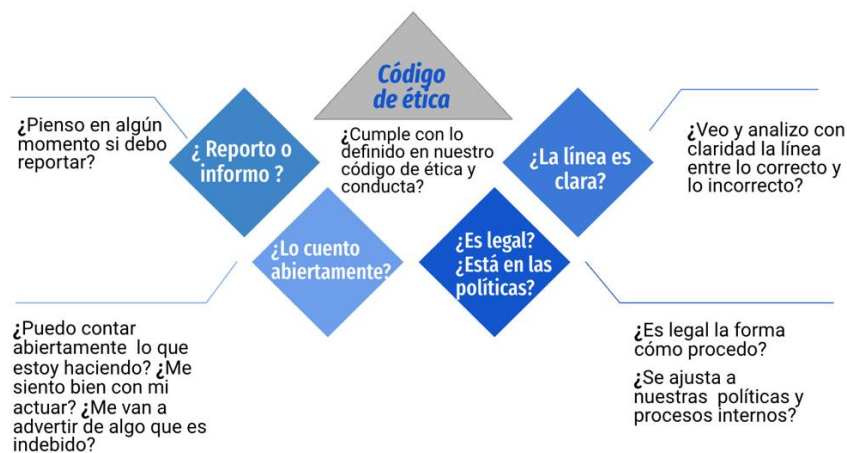 Código
de ética
¿Cumple con lo
definido en nuestro
código de ética y
conducta?
¿Pienso en algún
momento si debo
reportar?
¿ Reporto o
informo ?
¿La línea es
clara?
¿Veo y analizo con
claridad la línea
entre lo correcto y
lo incorrecto?
¿Lo cuento
abiertamente?
¿Es legal?
¿Está en las
políticas?
¿Puedo contar
abiertamente lo que
estoy haciendo? ¿Me
siento bien con mi
actuar? ¿Me van a
advertir de algo que es
indebido?
¿Es legal la forma
cómo procedo?
¿Se ajusta a
nuestras políticas y
procesos internos?